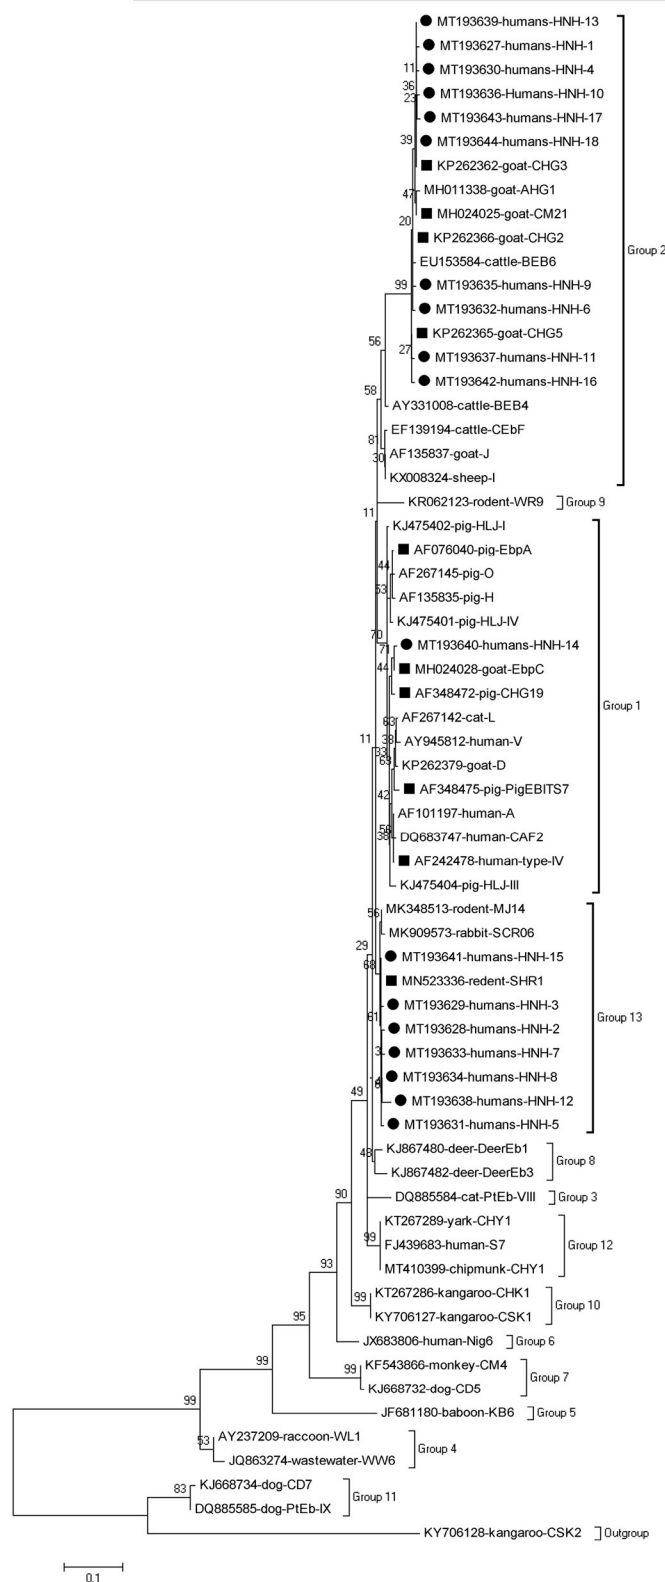 MT193639-humans-HNH-13
MT193627-humans-HNH-1
11
MT193630-humans-HNH-4
36
MT193636-Humans-HNH-10
23
MT193643-humans-HNH-17
39
MT193644-humans-HNH-18
KP262362-goat-CHG3
MH011338-goat-AHG1
47
MH024025-goat-CM21
20
KP262366-goat-CHG2
Group 2
EU153584-cattle-BEB6
99
MT193635-humans-HNH-9
MT193632-humans-HNH-6
KP262365-goat-CHG5
56
27
MT193637-humans-HNH-11
MT193642-humans-HNH-16
58
AY331008-cattle-BEB4
EF139194-cattle-CEbF
81
AF135837-goat-J
30
KX008324-sheep-I
KR062123-rodent-WR9
Group 9
11
KJ475402-pig-HLJ-I
AF076040-pig-EbpA
44
AF267145-pig-O
53
AF135835-pig-H
KJ475401-pig-HLJ-IV
70
71
MT193640-humans-HNH-14
44
MH024028-goat-EbpC
AF348472-pig-CHG19
Group 1
63
AF267142-cat-L
11
38
AY945812-human-V
33
63
KP262379-goat-D
AF348475-pig-PigEBITS7
42
AF101197-human-A
56
38
DQ683747-human-CAF2
AF242478-human-type-IV
KJ475404-pig-HLJ-III
56
MK348513-rodent-MJ14
MK909573-rabbit-SCR06
29
MT193641-humans-HNH-15
68
MN523336-redent-SHR1
MT193629-humans-HNH-3
61
Group 13
MT193628-humans-HNH-2
3
MT193633-humans-HNH-7
MT193634-humans-HNH-8
49
MT193638-humans-HNH-12
MT193631-humans-HNH-5
43
KJ867480-deer-DeerEb1
Group 8
KJ867482-deer-DeerEb3
90
DQ885584-cat-PtEb-VIII
Group 3
KT267289-yark-CHY1
99
FJ439683-human-S7
Group 12
93
MT410399-chipmunk-CHY1
99
KT267286-kangaroo-CHK1
Group 10
KY706127-kangaroo-CSK1
95
JX683806-human-Nig6
Group 6
99
99
KF543866-monkey-CM4
Group 7
KJ668732-dog-CD5
99
JF681180-baboon-KB6
Group 5
53
AY237209-raccoon-WL1
Group 4
JQ863274-wastewater-WW6
83
KJ668734-dog-CD7
Group 11
DQ885585-dog-PtEb-IX
KY706128-kangaroo-CSK2
Outgroup
0.1